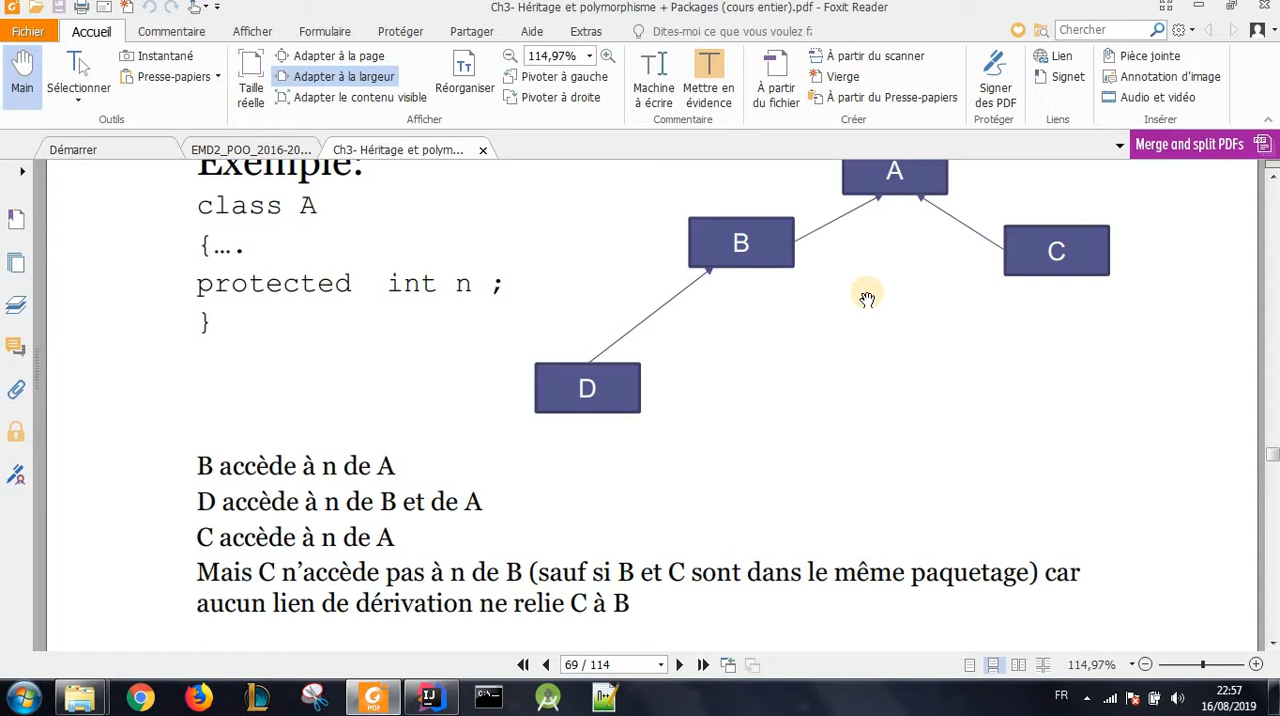 Ch3- Héritage et polymorphisme + Packages (cours entier).pdf - Foxit Reader
Fichier Accueil Commentaire Afficher Formulaire Protéger Partager Aide Extras Dites-moi ce que vous voulez f: Chercher
Main
Sélectionner
Instantané
Presse-papiers
Outils
Taille réelle
Adapter à la page
Adapter à la largeur
Adapter le contenu visible
Réorganiser
114,97%
Pivoter à gauche
Pivoter à droite
Afficher
Machine à écrire
Mettre en évidence
Commentaire
À partir du fichier
À partir du scanner
Vierge
À partir du Presse-papiers
Créer
Signer des PDF
Protéger
Lien
Signet
Liens
Pièce jointe
Annotation d'image
Audio et vidéo
Insérer
Démarrer EMD2_POO_2016-20... Ch3- Héritage et polym... Merge and split PDFs
Exemple:
class A
{….
protected int n ;
}
A
B
C
D
B accède à n de A
D accède à n de B et de A
C accède à n de A
Mais C n’accède pas à n de B (sauf si B et C sont dans le même paquetage) car
aucun lien de dérivation ne relie C à B
69 / 114 114,97%
FR 22:57
16/08/2019